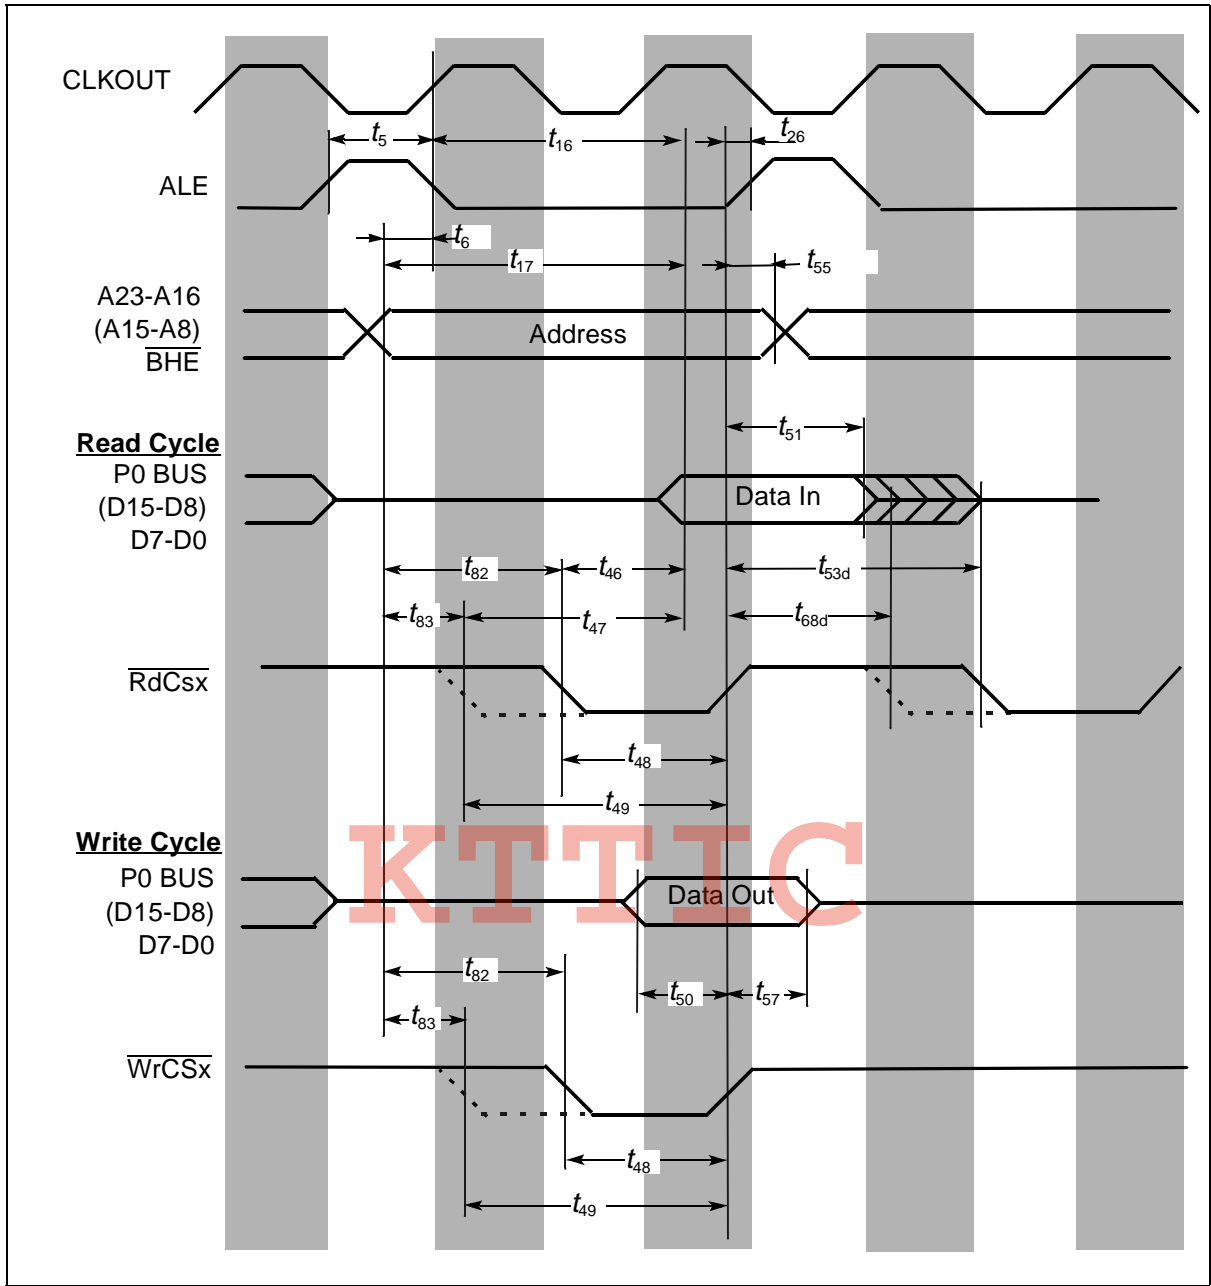 CLKOUT
t5
t16
t26
ALE
t6
t17
t55
A23-A16
(A15-A8)
BHE
Address
Read Cycle
P0 BUS
(D15-D8)
D7-D0
t51
Data In
t82
t46
t53d
t83
t47
t68d
RdCsx
t48
t49
KTTIC
Write Cycle
P0 BUS
(D15-D8)
D7-D0
Data Out
t82
t50
t57
t83
WrCSx
t48
t49